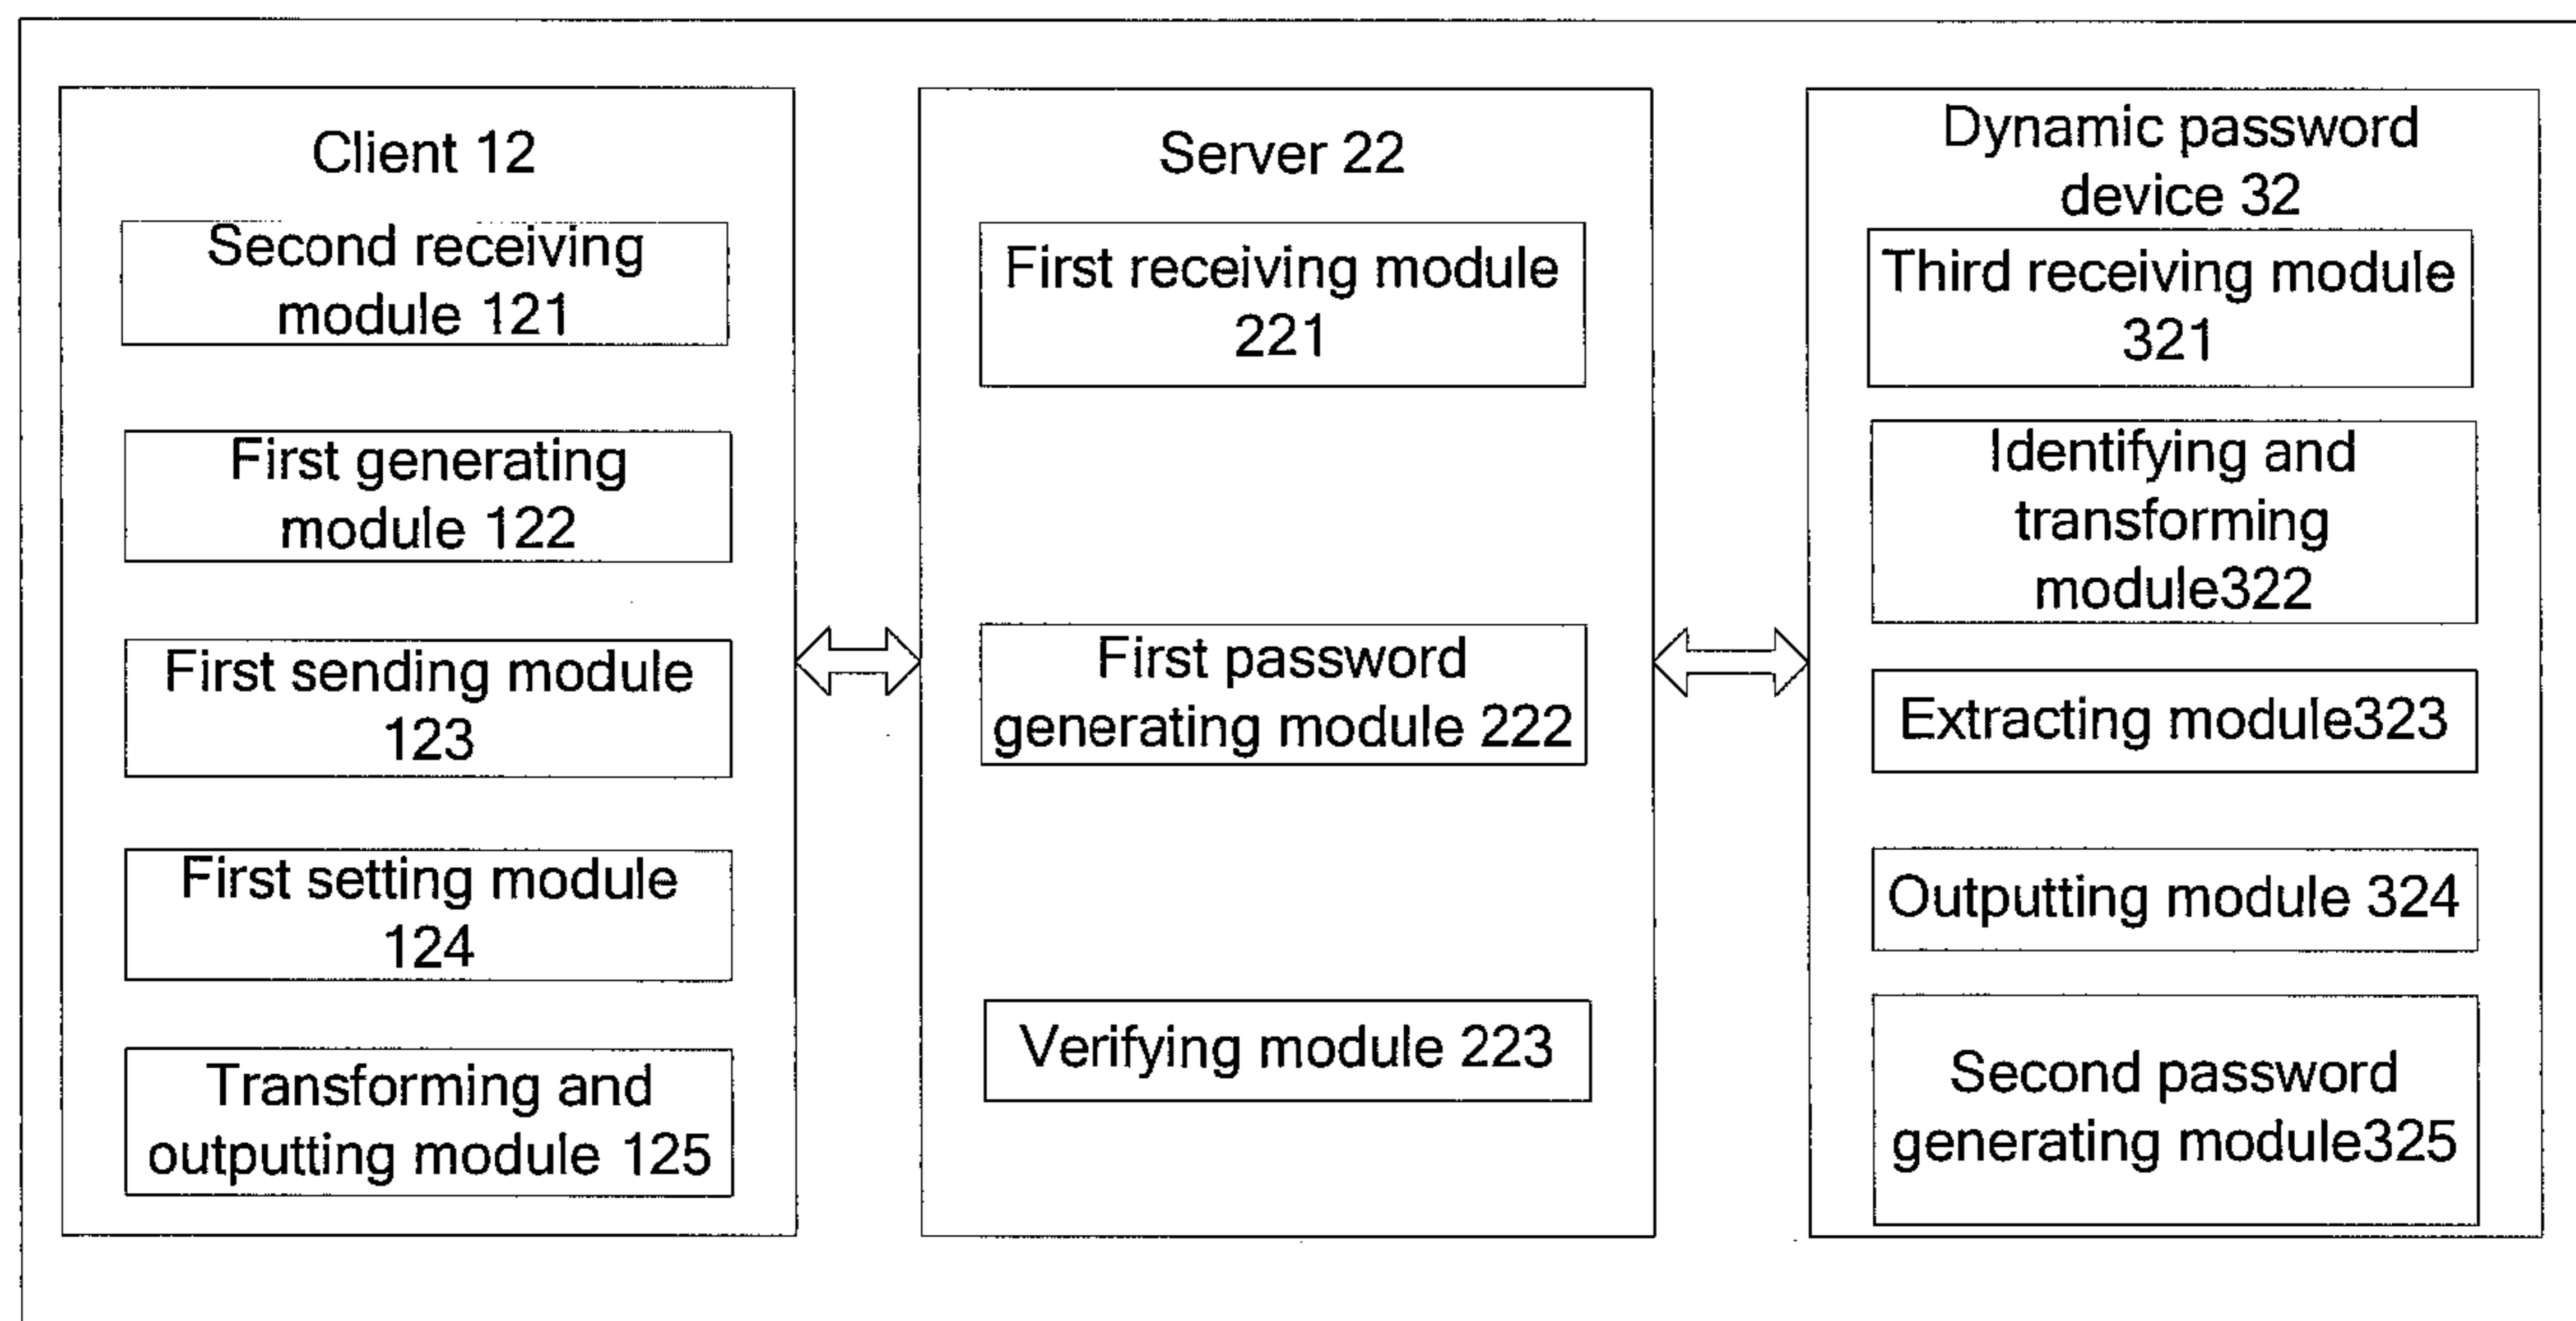 Client 12
Second receiving
module 121
First generating
module 122
First sending module
123
First setting module
124
Transforming and
outputting module 125
Server 22
First receiving module
221
First password
generating module 222
Verifying module 223
Dynamic password
device 32
Third receiving module
321
Identifying and
transforming
module322
Extracting module323
Outputting module 324
Second password
generating module325